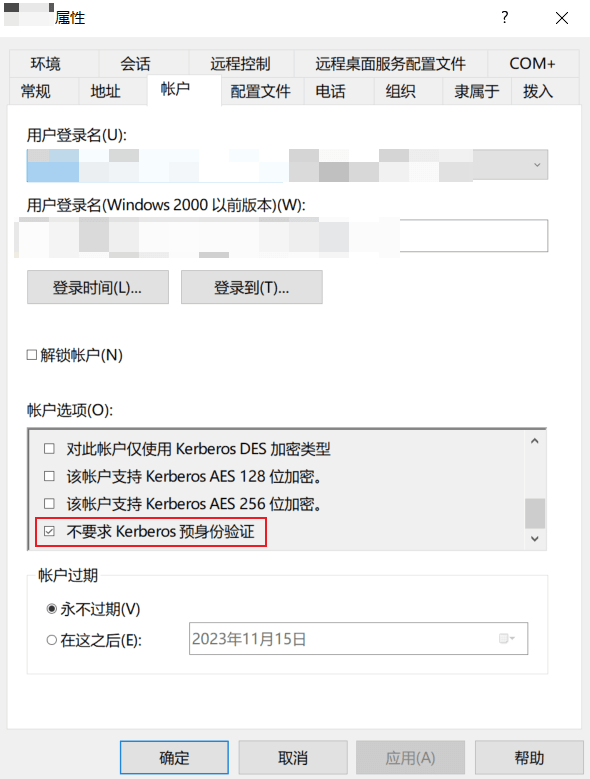 属性
环境 会话 远程控制 远程桌面服务配置文件 COM+
常规 地址 帐户 配置文件 电话 组织 隶属于 拨入
用户登录名(U):
用户登录名(Windows 2000 以前版本)(W):
登录时间(L)... 登录到(T)...
解锁帐户(N)
帐户选项(O):
对此帐户仅使用 Kerberos DES 加密类型
该帐户支持 Kerberos AES 128 位加密。
该帐户支持 Kerberos AES 256 位加密。
不要求 Kerberos 预身份验证
帐户过期
永不过期(V)
在这之后(E): 2023年11月15日
确定 取消 应用(A) 帮助